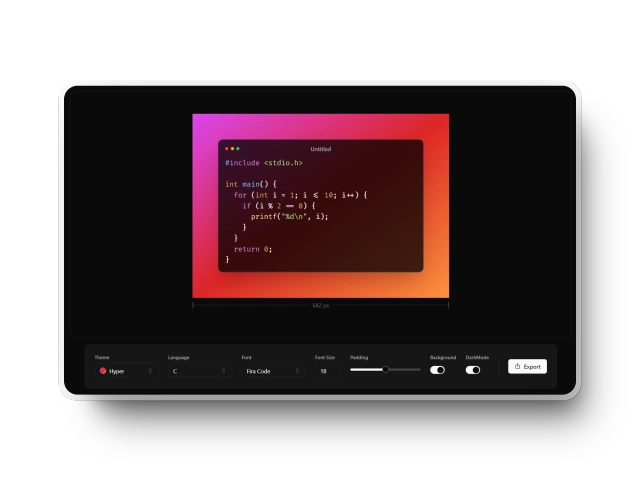 Untitled
#include <stdio.h>
int main() {
for (int i = 1; i <= 10; i++) {
if (i % 2 == 0) {
printf("%d\n", i);
}
}
return 0;
}
642 px
Theme Language Font Font Size Padding Background DarkMode
Hyper C Fira Code 18 Export